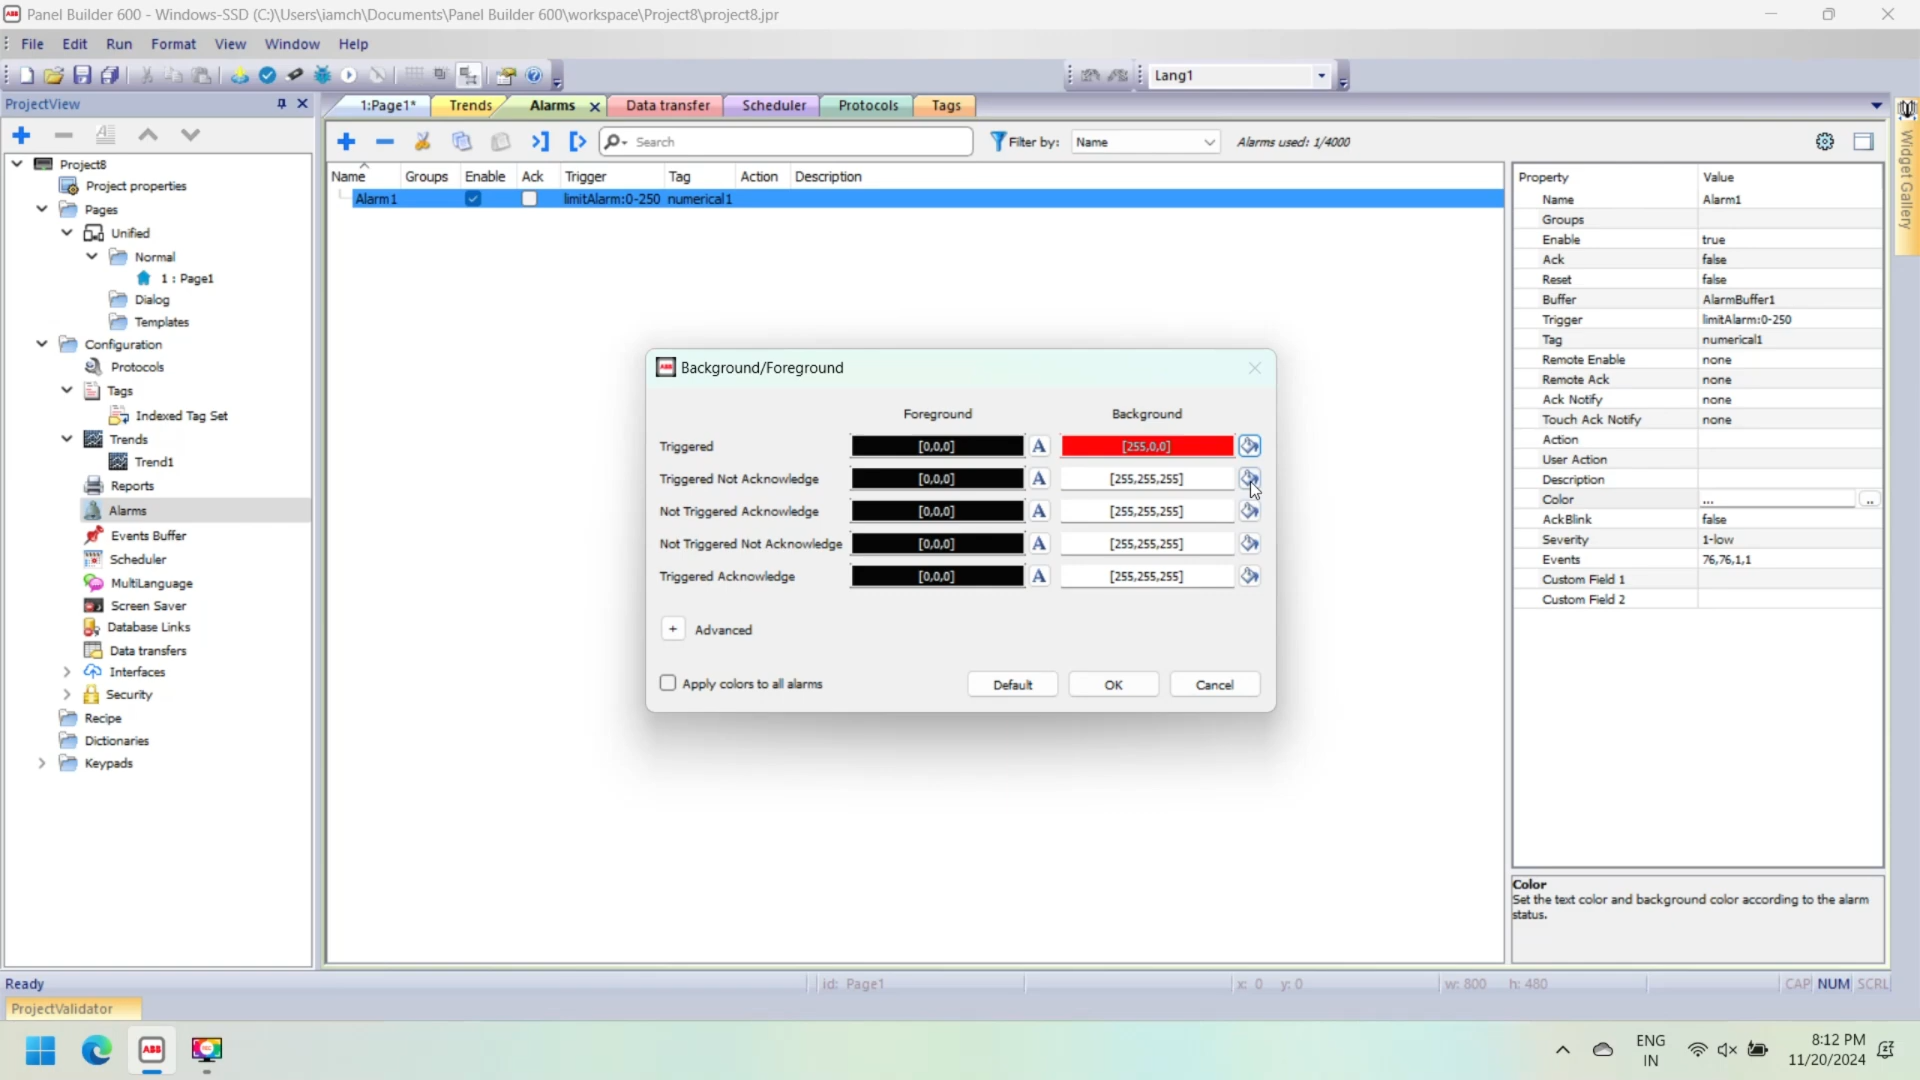 Panel Builder 600 - Windows-SSD (C:)\Users\iamch\Documents\Panel Builder 600\workspace\Project8\project8.jpr
File Edit Run Format View Window Help
Lang1
ProjectView
1:Page1* Trends Alarms Data transfer Scheduler Protocols Tags
Search Filter by: Name Alarms used: 1/4000
Name Groups Enable Ack Trigger Tag Action Description
Alarm1 limitAlarm:0-250 numerical1
Project8
Project properties
Pages
Unified
Normal
1 : Page1
Dialog
Templates
Configuration
Protocols
Tags
Indexed Tag Set
Trends
Trend1
Reports
Alarms
Events Buffer
Scheduler
MultiLanguage
Screen Saver
Database Links
Data transfers
Interfaces
Security
Recipe
Dictionaries
Keypads
Background/Foreground
Foreground Background
Triggered [0,0,0] A [255,0,0]
Triggered Not Acknowledge [0,0,0] A [255,255,255]
Not Triggered Acknowledge [0,0,0] A [255,255,255]
Not Triggered Not Acknowledge [0,0,0] A [255,255,255]
Triggered Acknowledge [0,0,0] A [255,255,255]
+ Advanced
Apply colors to all alarms Default OK Cancel
Property Value
Name Alarm1
Groups
Enable true
Ack false
Reset false
Buffer AlarmBuffer1
Trigger limitAlarm:0-250
Tag numerical1
Remote Enable none
Remote Ack none
Ack Notify none
Touch Ack Notify none
Action
User Action
Description
Color ... ..
AckBlink false
Severity 1-low
Events 76,76,1,1
Custom Field 1
Custom Field 2
Color
Set the text color and background color according to the alarm
status.
Widget Gallery
Ready id: Page1 x: 0 y: 0 w: 800 h: 480 CAP NUM SCRL
ProjectValidator
ABB
ENG
IN
8:12 PM
11/20/2024